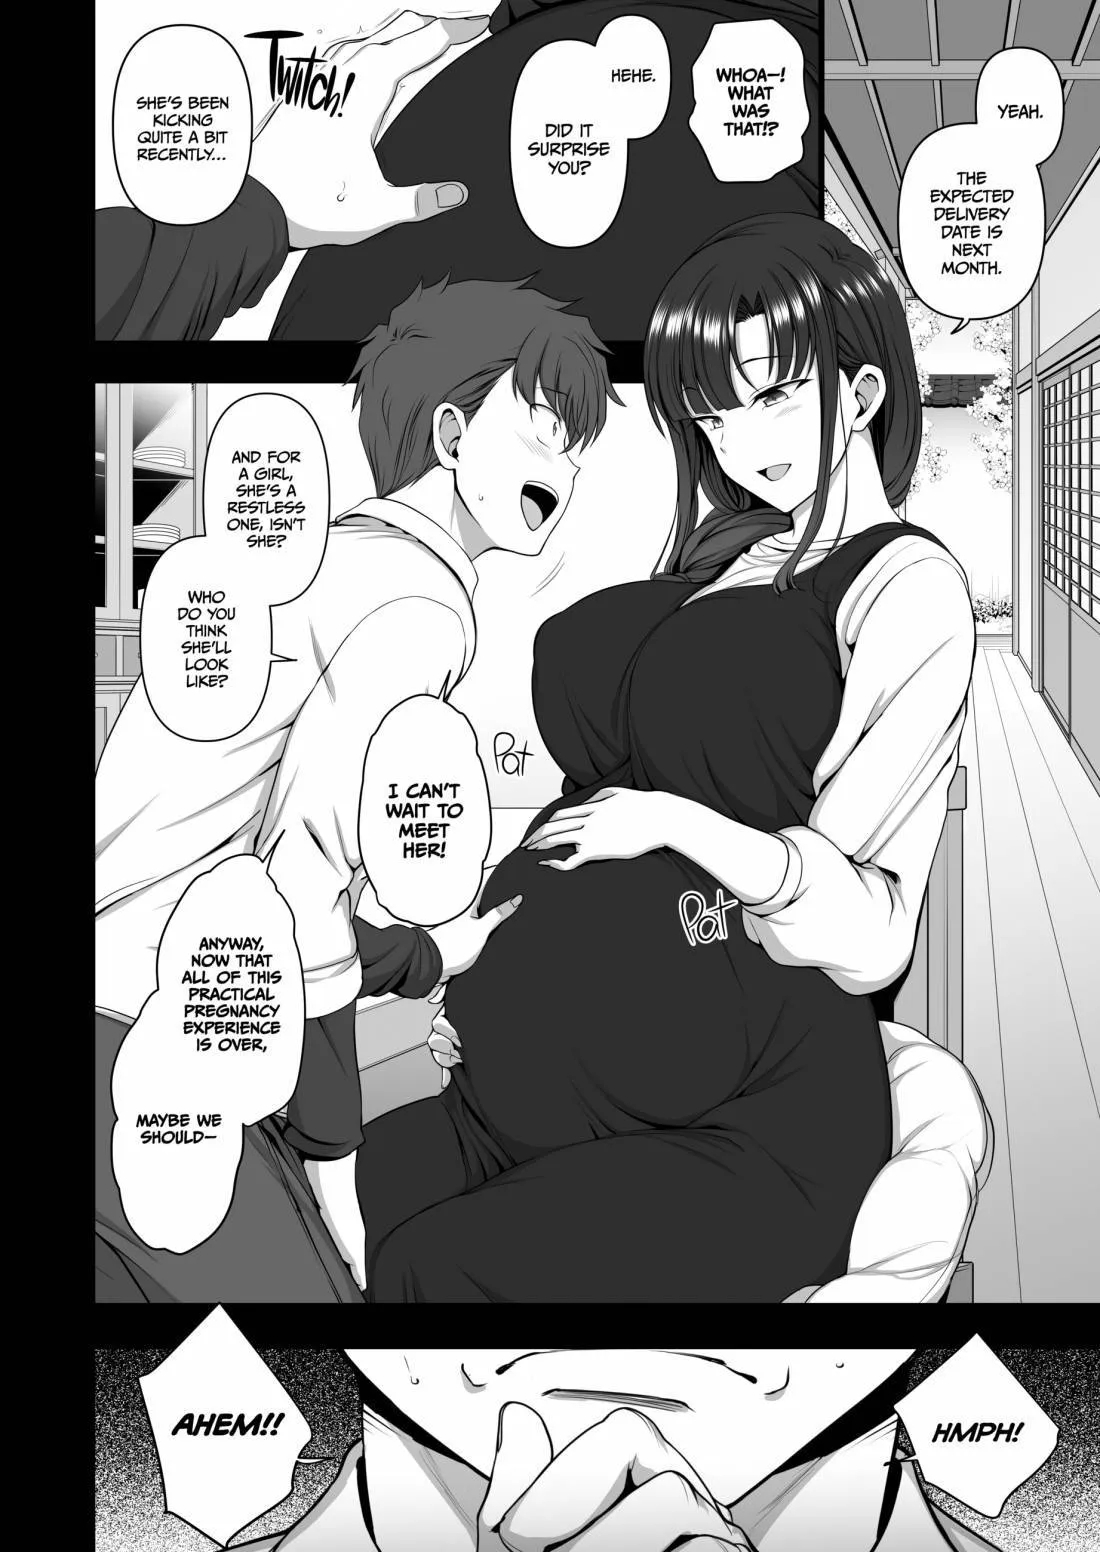 YEAH.
THE
EXPECTED
DELIVERY
DATE IS
NEXT
MONTH.
WHOA—!
WHAT
WAS
THAT!?
HEHE.
DID IT
SURPRISE
YOU?
TWITCH!
SHE'S BEEN
KICKING
QUITE A BIT
RECENTLY...
AND FOR
A GIRL,
SHE'S A
RESTLESS
ONE, ISN'T
SHE?
WHO
DO YOU
THINK
SHE'LL
LOOK
LIKE?
Pat
I CAN'T
WAIT TO
MEET
HER!
Pat
ANYWAY,
NOW THAT
ALL OF THIS
PRACTICAL
PREGNANCY
EXPERIENCE
IS OVER,
MAYBE WE
SHOULD—
HMPH!
AHEM!!